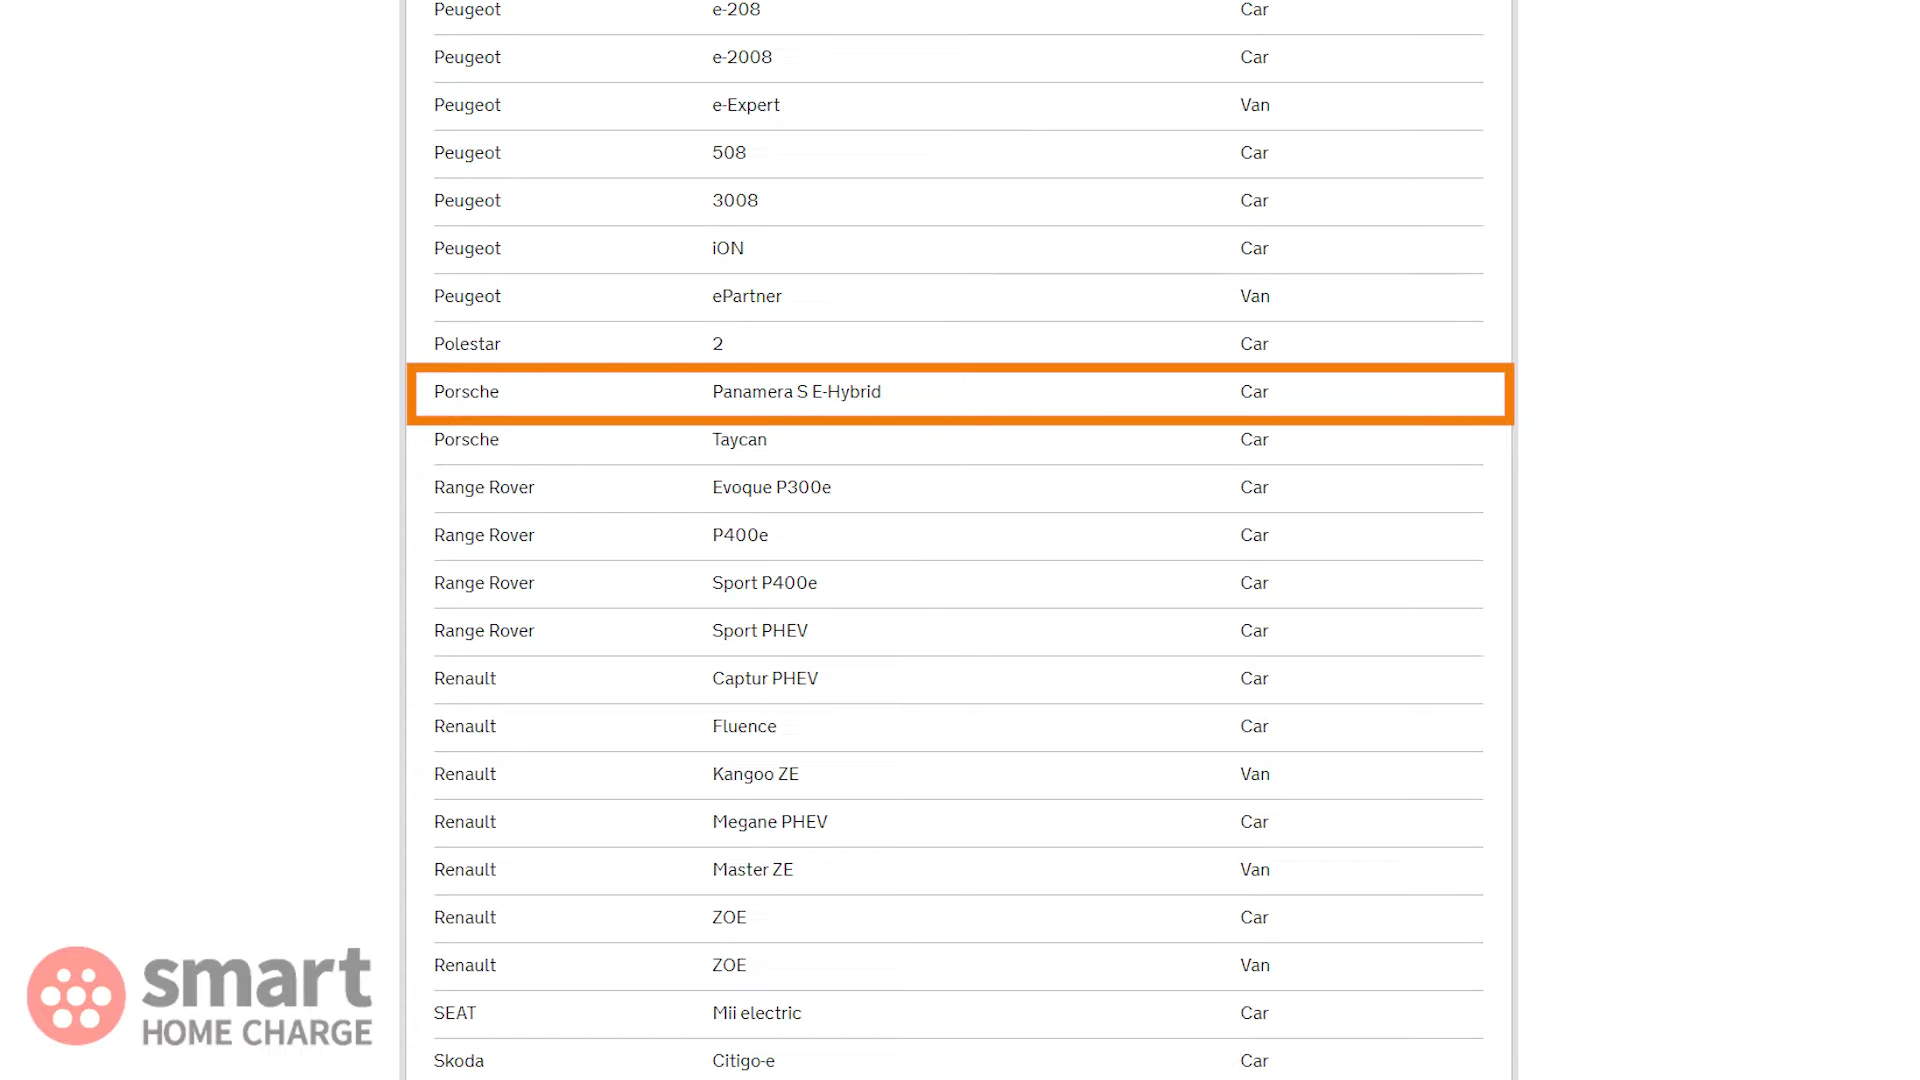 Peugeot e-208 Car
Peugeot e-2008 Car
Peugeot e-Expert Van
Peugeot 508 Car
Peugeot 3008 Car
Peugeot iON Car
Peugeot ePartner Van
Polestar 2 Car
Porsche Panamera S E-Hybrid Car
Porsche Taycan Car
Range Rover Evoque P300e Car
Range Rover P400e Car
Range Rover Sport P400e Car
Range Rover Sport PHEV Car
Renault Captur PHEV Car
Renault Fluence Car
Renault Kangoo ZE Van
Renault Megane PHEV Car
Renault Master ZE Van
Renault ZOE Car
Renault ZOE Van
SEAT Mii electric Car
Skoda Citigo-e Car
smart
HOME CHARGE